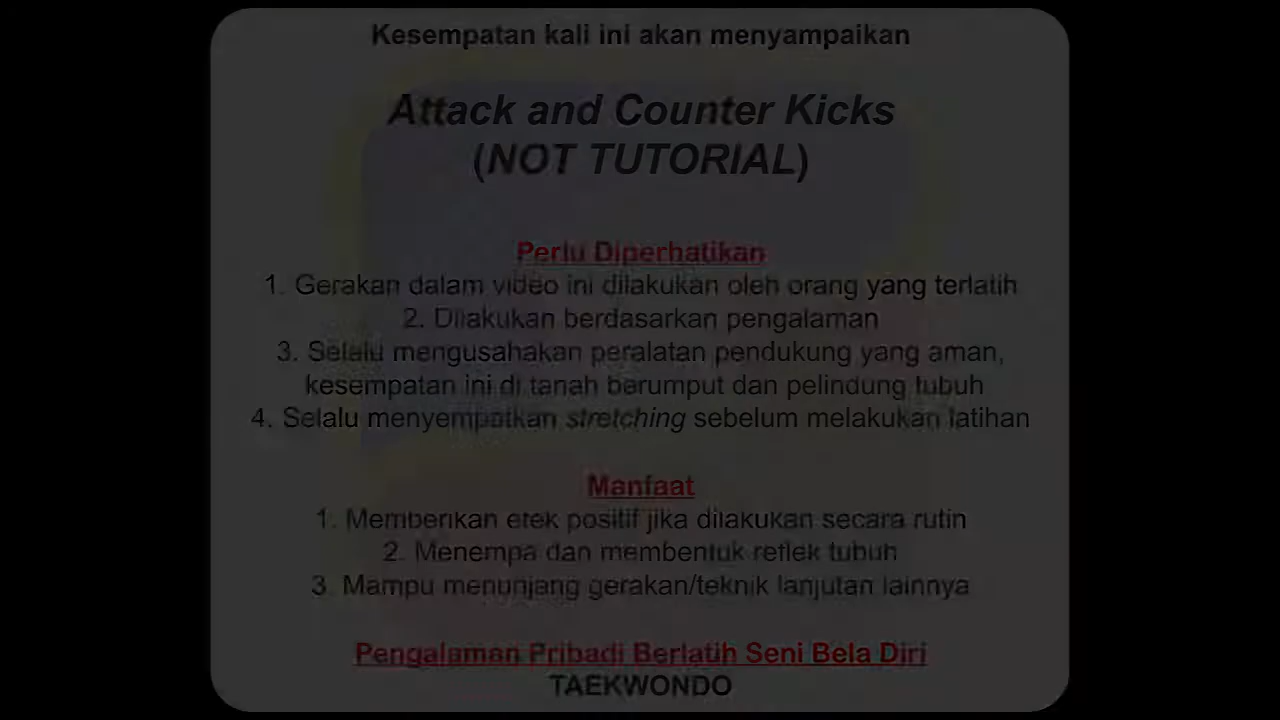 Kesempatan kali ini akan menyampaikan
Attack and Counter Kicks
(NOT TUTORIAL)
Perlu Diperhatikan
1. Gerakan dalam video ini dilakukan oleh orang yang terlatih
2. Dilakukan berdasarkan pengalaman
3. Selalu mengusahakan peralatan pendukung yang aman,
kesempatan ini di tanah berumput dan pelindung tubuh
4. Selalu menyempatkan stretching sebelum melakukan latihan
Manfaat
1. Memberikan efek positif jika dilakukan secara rutin
2. Menempa dan membentuk reflek tubuh
3. Mampu menunjang gerakan/teknik lanjutan lainnya
Pengalaman Pribadi Berlatih Seni Bela Diri
TAEKWONDO